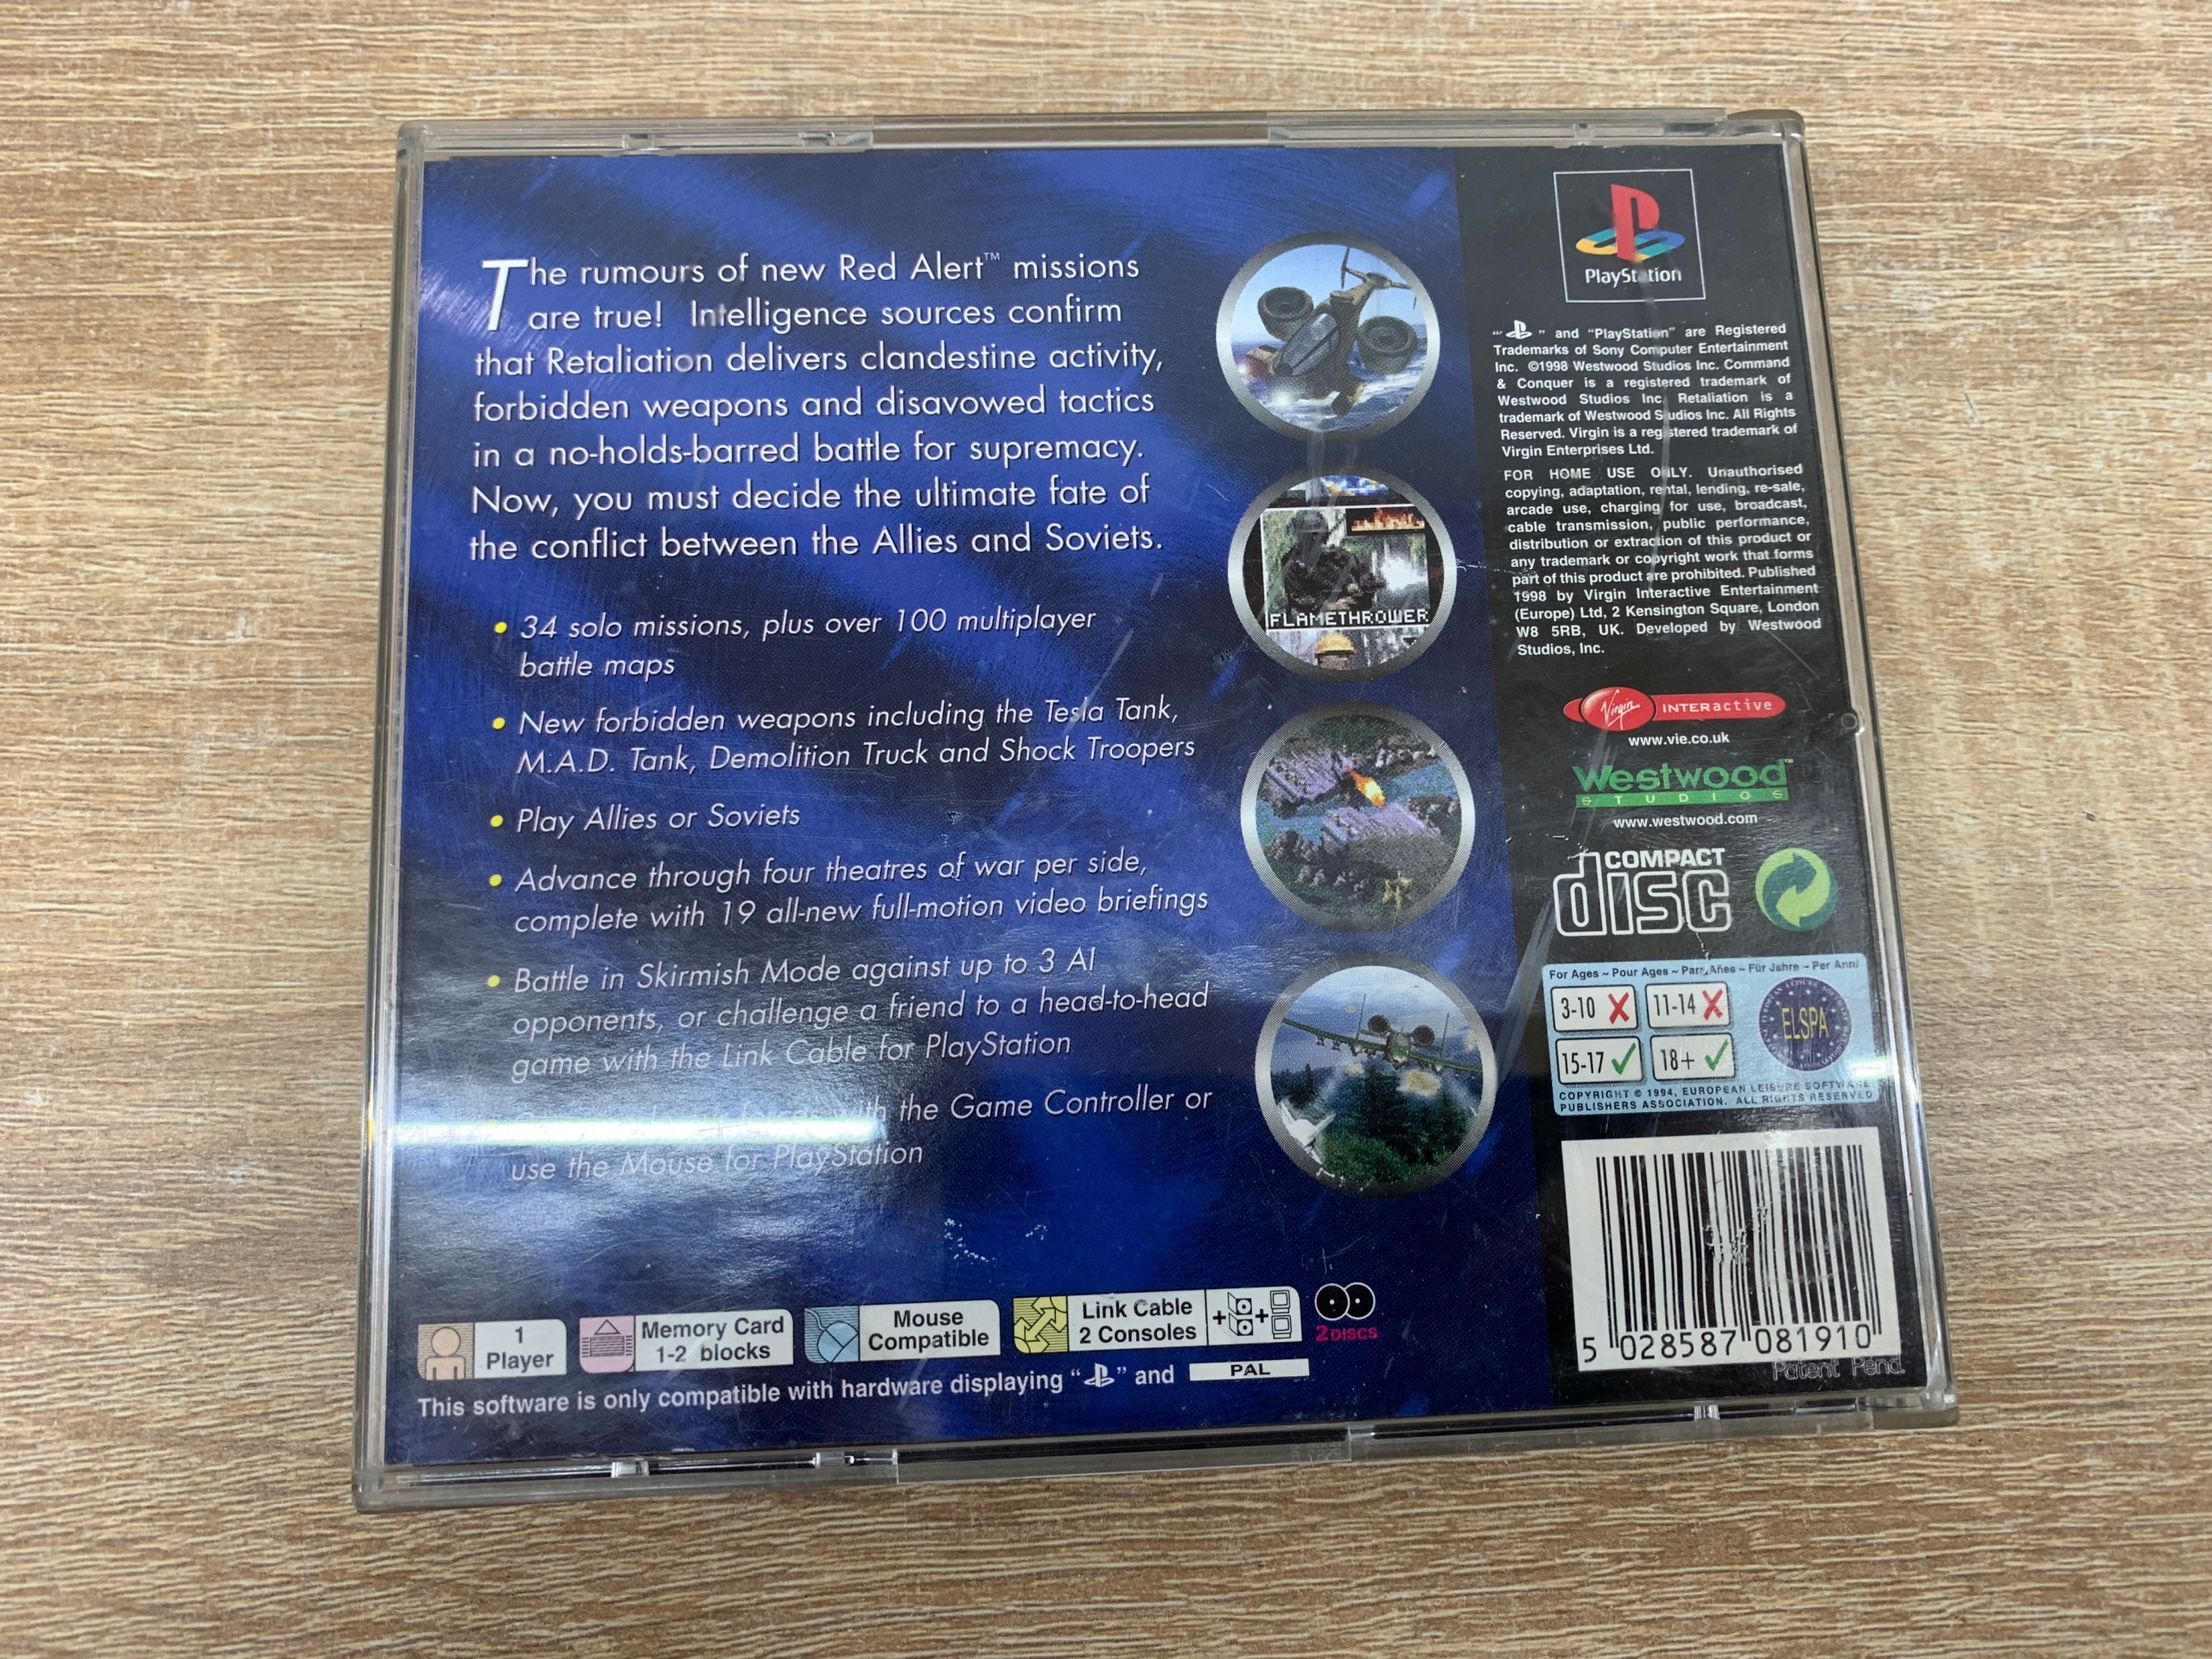 The rumours of new Red Alert™ missions
are true! Intelligence sources confirm
that Retaliation delivers clandestine activity,
forbidden weapons and disavowed tactics
in a no-holds-barred battle for supremacy.
Now, you must decide the ultimate fate of
the conflict between the Allies and Soviets.
• 34 solo missions, plus over 100 multiplayer
battle maps
• New forbidden weapons including the Tesla Tank,
M.A.D. Tank, Demolition Truck and Shock Troopers
• Play Allies or Soviets
• Advance through four theatres of war per side,
complete with 19 all-new full-motion video briefings
• Battle in Skirmish Mode against up to 3 AI
opponents, or challenge a friend to a head-to-head
game with the Link Cable for PlayStation
forces with the Game Controller or
use the Mouse for PlayStation
FLAMETHROWER
1
Player
Memory Card
1-2 blocks
Mouse
Compatible
Link Cable
2 Consoles
2 DISCS
This software is only compatible with hardware displaying “ ” and PAL
PlayStation
“ ” and “PlayStation” are Registered
Trademarks of Sony Computer Entertainment
Inc. ©1998 Westwood Studios Inc. Command
& Conquer is a registered trademark of
Westwood Studios Inc. Retaliation is a
trademark of Westwood Studios Inc. All Rights
Reserved. Virgin is a registered trademark of
Virgin Enterprises Ltd.
FOR HOME USE ONLY. Unauthorised
copying, adaptation, rental, lending, re-sale,
arcade use, charging for use, broadcast,
cable transmission, public performance,
distribution or extraction of this product or
any trademark or copyright work that forms
part of this product are prohibited. Published
1998 by Virgin Interactive Entertainment
(Europe) Ltd, 2 Kensington Square, London
W8 5RB, UK. Developed by Westwood
Studios, Inc.
Virgin INTERactive
www.vie.co.uk
Westwood™
STUDIOS
www.westwood.com
COMPACT
disc
For Ages ~ Pour Ages ~ Para Añes ~ Für Jahre ~ Per Anni
3-10 11-14
15-17 18+
ELSPA
COPYRIGHT © 1994, EUROPEAN LEISURE SOFTWARE
PUBLISHERS ASSOCIATION. ALL RIGHTS RESERVED
5 028587 081910
Patent Pend.